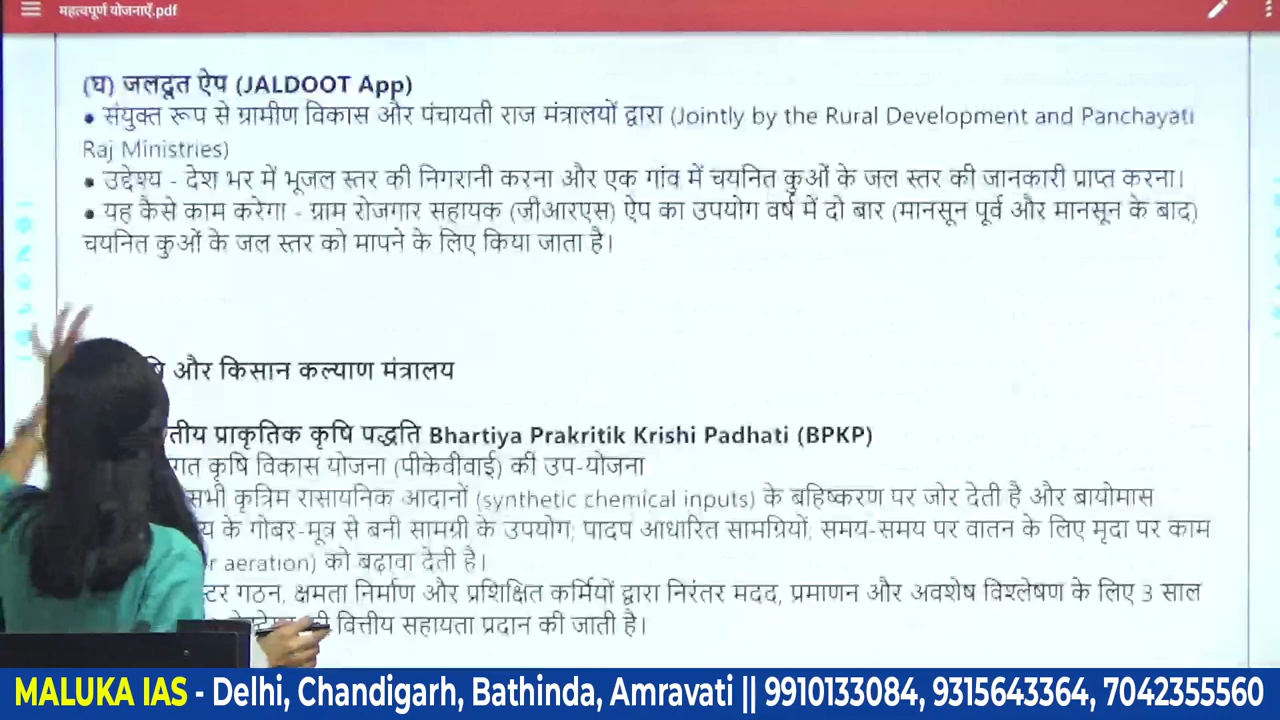 महत्वपूर्ण योजनाएँ.pdf
(घ) जलदूत ऐप (JALDOOT App)
• संयुक्त रूप से ग्रामीण विकास और पंचायती राज मंत्रालयों द्वारा (Jointly by the Rural Development and Panchayati
Raj Ministries)
• उद्देश्य - देश भर में भूजल स्तर की निगरानी करना और एक गांव में चयनित कुओं के जल स्तर की जानकारी प्राप्त करना।
• यह कैसे काम करेगा - ग्राम रोजगार सहायक (जीआरएस) ऐप का उपयोग वर्ष में दो बार (मानसून पूर्व और मानसून के बाद)
चयनित कुओं के जल स्तर को मापने के लिए किया जाता है।
और किसान कल्याण मंत्रालय
प्राकृतिक कृषि पद्धति Bhartiya Prakritik Krishi Padhati (BPKP)
कृषि विकास योजना (पीकेवीवाई) की उप-योजना
सभी कृत्रिम रासायनिक आदानों (synthetic chemical inputs) के बहिष्करण पर जोर देती है और बायोमास
के गोबर-मूत्र से बनी सामग्री के उपयोग; पादप आधारित सामग्रियों, समय-समय पर वातन के लिए मृदा पर काम
aeration) को बढ़ावा देती है।
गठन, क्षमता निर्माण और प्रशिक्षित कर्मियों द्वारा निरंतर मदद, प्रमाणन और अवशेष विश्लेषण के लिए 3 साल
वित्तीय सहायता प्रदान की जाती है।
MALUKA IAS - Delhi, Chandigarh, Bathinda, Amravati || 9910133084, 9315643364, 7042355560